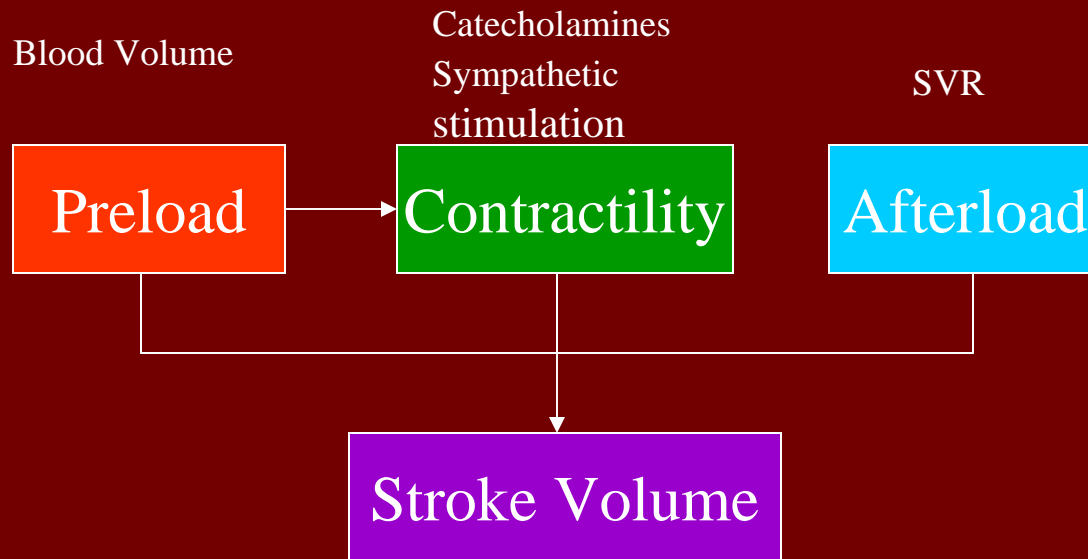 Blood Volume
Catecholamines
Sympathetic
stimulation
SVR
Preload
Contractility
Afterload
Stroke Volume